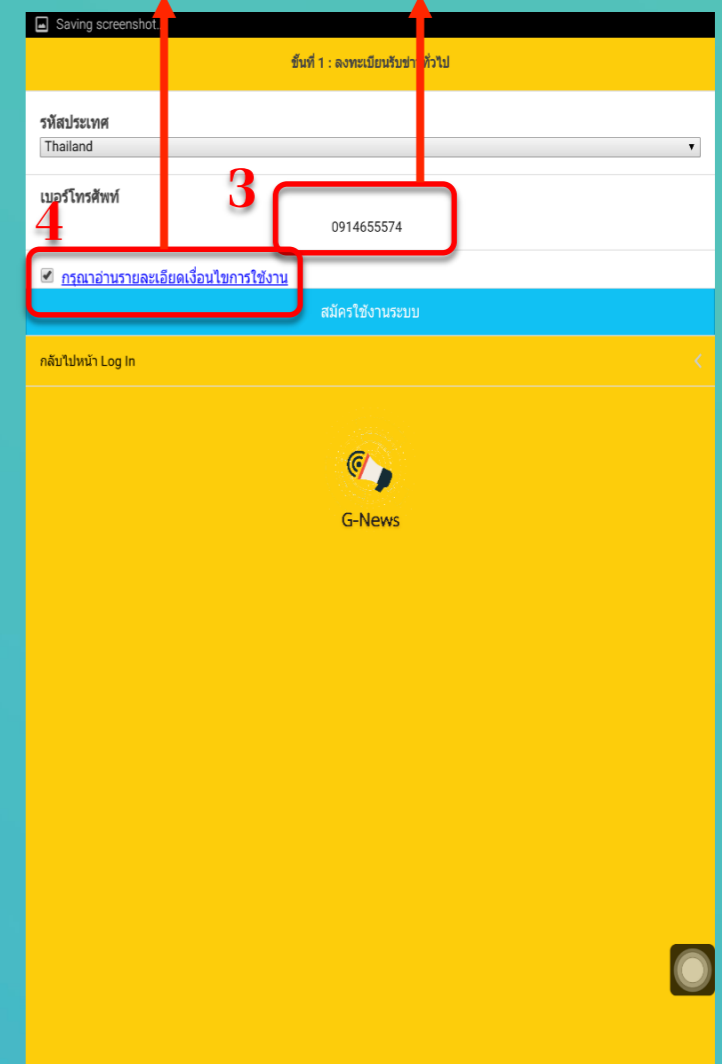 Saving screenshot..
ขั้นที่ 1 : ลงทะเบียนรับข่าวทั่วไป
รหัสประเทศ
Thailand
เบอร์โทรศัพท์
3
4
0914655574
กรุณาอ่านรายละเอียดเงื่อนไขการใช้งาน
สมัครใช้งานระบบ
กลับไปหน้า Log In
G-News